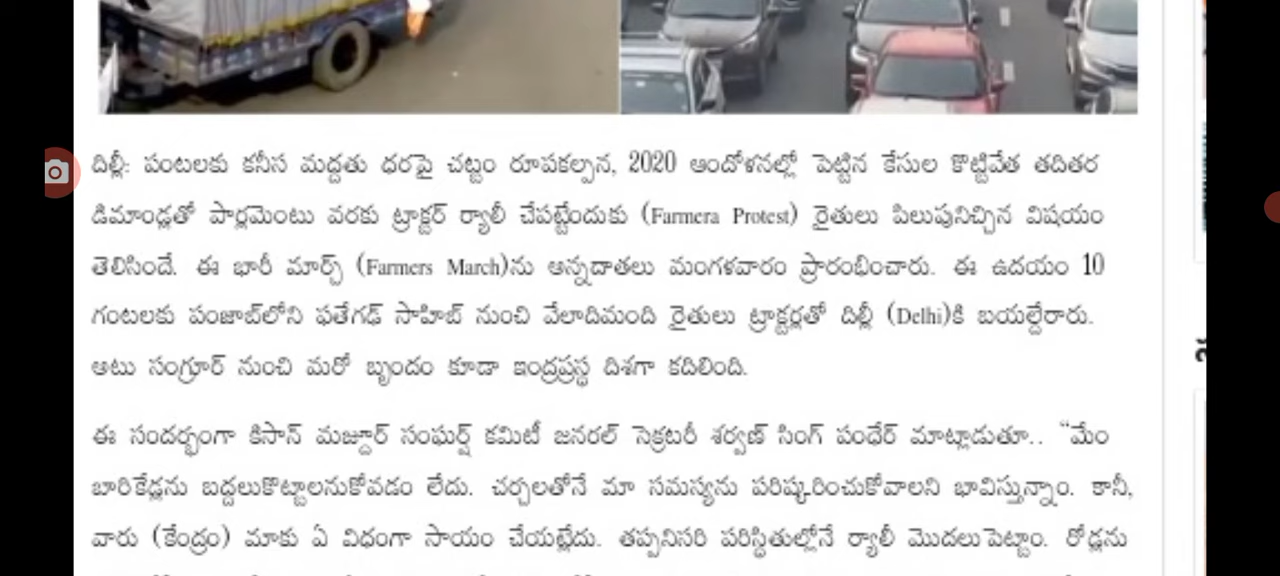 దిల్లీ: పంటలకు కనీస మద్దతు ధరపై చట్టం రూపకల్పన, 2020 ఆందోళనల్లో పెట్టిన కేసుల కొట్టివేత తదితర
డిమాండ్లతో పార్లమెంటు వరకు ట్రాక్టర్ ర్యాలీ చేపట్టేందుకు (Farmera Protest) రైతులు పిలుపునిచ్చిన విషయం
తెలిసిందే. ఈ భారీ మార్చ్ (Farmers March)ను అన్నదాతలు మంగళవారం ప్రారంభించారు. ఈ ఉదయం 10
గంటలకు పంజాబ్‌లోని ఫతేగఢ్ సాహిబ్ నుంచి వేలాదిమంది రైతులు ట్రాక్టర్లతో దిల్లీ (Delhi)కి బయల్దేరారు.
అటు సంగ్రూర్ నుంచి మరో బృందం కూడా ఇంద్రప్రస్థ దిశగా కదిలింది.
ఈ సందర్భంగా కిసాన్ మజ్దూర్ సంఘర్ష్ కమిటీ జనరల్ సెక్రటరీ శర్వణ్ సింగ్ పంధేర్ మాట్లాడుతూ.. "మేం
బారికేడ్లను బద్దలుకొట్టాలనుకోవడం లేదు. చర్చలతోనే మా సమస్యను పరిష్కరించుకోవాలని భావిస్తున్నాం. కానీ,
వారు (కేంద్రం) మాకు ఏ విధంగా సాయం చేయట్లేదు. తప్పనిసరి పరిస్థితుల్లోనే ర్యాలీ మొదలుపెట్టాం. రోడ్లను